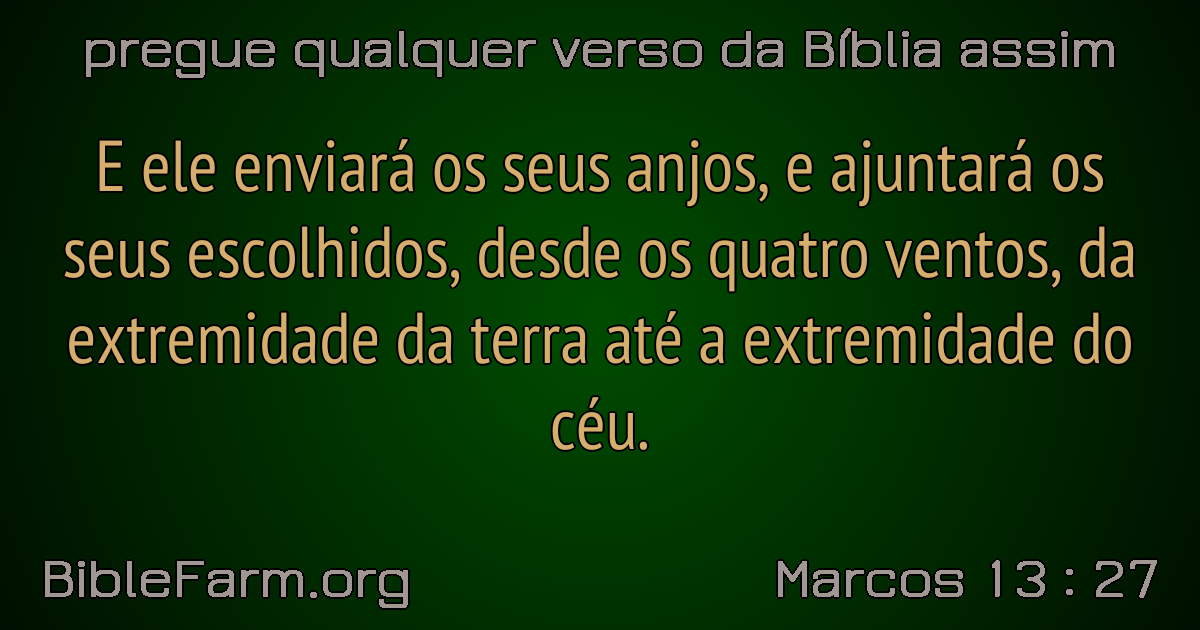 pregue qualquer verso da Bíblia assim
E ele enviará os seus anjos, e ajuntará os
seus escolhidos, desde os quatro ventos, da
extremidade da terra até a extremidade do
céu.
BibleFarm.org
Marcos 13 : 27